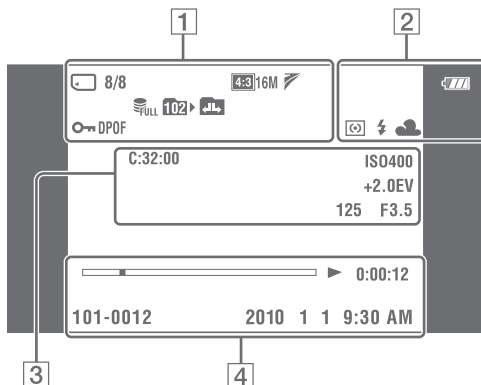 1
2
8/8
4:3 16M
FULL 102
DPOF
C:32:00
ISO400
+2.0EV
125 F3.5
0:00:12
101-0012
2010 1 1 9:30 AM
3
4